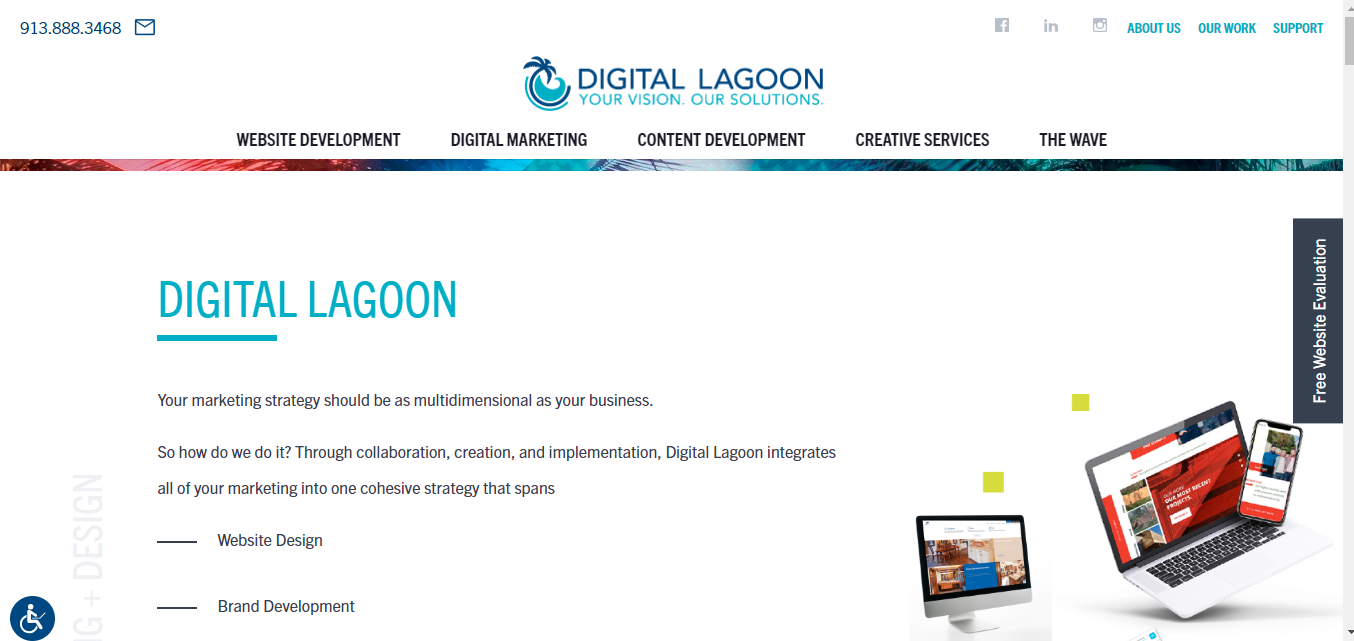 913.888.3468
ABOUT US OUR WORK SUPPORT
DIGITAL LAGOON
YOUR VISION. OUR SOLUTIONS.
WEBSITE DEVELOPMENT DIGITAL MARKETING CONTENT DEVELOPMENT CREATIVE SERVICES THE WAVE
Free Website Evaluation
DIGITAL LAGOON
Your marketing strategy should be as multidimensional as your business.
So how do we do it? Through collaboration, creation, and implementation, Digital Lagoon integrates
all of your marketing into one cohesive strategy that spans
Website Design
Brand Development
+ DESIGN
OUR MOST RECENT
PROJECTS.